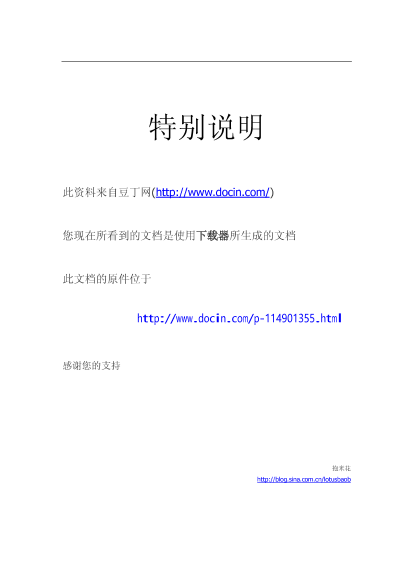 特别说明
此资料来自豆丁网(http://www.docin.com/)
您现在所看到的文档是使用下载器所生成的文档
此文档的原件位于
http://www.docin.com/p-114901355.html
感谢您的支持
抱米花
http://blog.sina.com.cn/lotusbaob